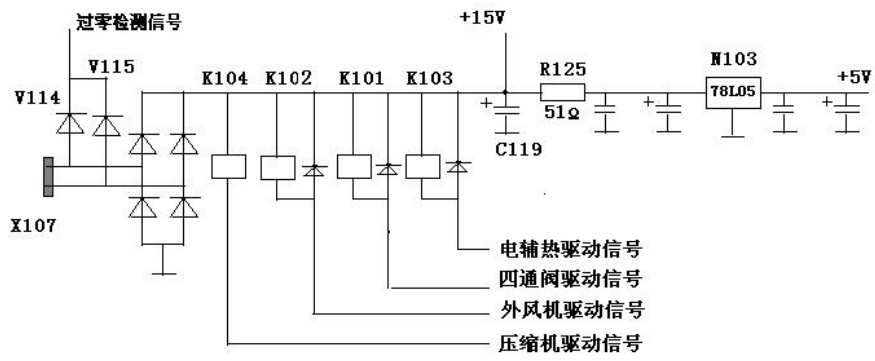 过零检测信号
+15V
V115
K104 K102 K101 K103
R125
N103
+5V
V114
78L05
51Ω
C119
X107
电辅热驱动信号
四通阀驱动信号
外风机驱动信号
压缩机驱动信号